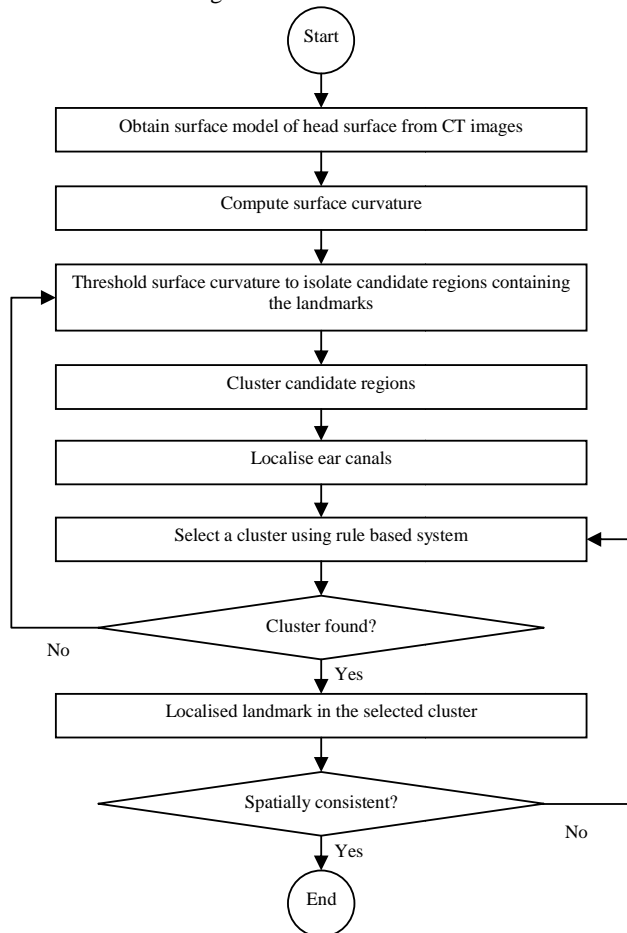 Start
Obtain surface model of head surface from CT images
Compute surface curvature
Threshold surface curvature to isolate candidate regions containing
the landmarks
Cluster candidate regions
Localise ear canals
Select a cluster using rule based system
Cluster found?
No
Yes
Localised landmark in the selected cluster
Spatially consistent?
No
Yes
End